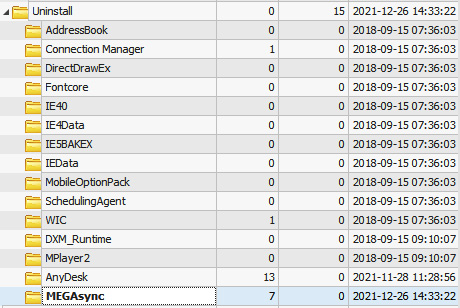 Uninstall 0 15 2021-12-26 14:33:22
AddressBook 0 0 2018-09-15 07:36:03
Connection Manager 1 0 2018-09-15 07:36:03
DirectDrawEx 0 0 2018-09-15 07:36:03
Fontcore 0 0 2018-09-15 07:36:03
IE40 0 0 2018-09-15 07:36:03
IE4Data 0 0 2018-09-15 07:36:03
IE5BAKEX 0 0 2018-09-15 07:36:03
IEData 0 0 2018-09-15 07:36:03
MobileOptionPack 0 0 2018-09-15 07:36:03
SchedulingAgent 0 0 2018-09-15 07:36:03
WIC 1 0 2018-09-15 07:36:03
DXM_Runtime 0 0 2018-09-15 09:10:07
MPlayer2 0 0 2018-09-15 09:10:07
AnyDesk 13 0 2021-11-28 11:28:56
MEGAsync 7 0 2021-12-26 14:33:22